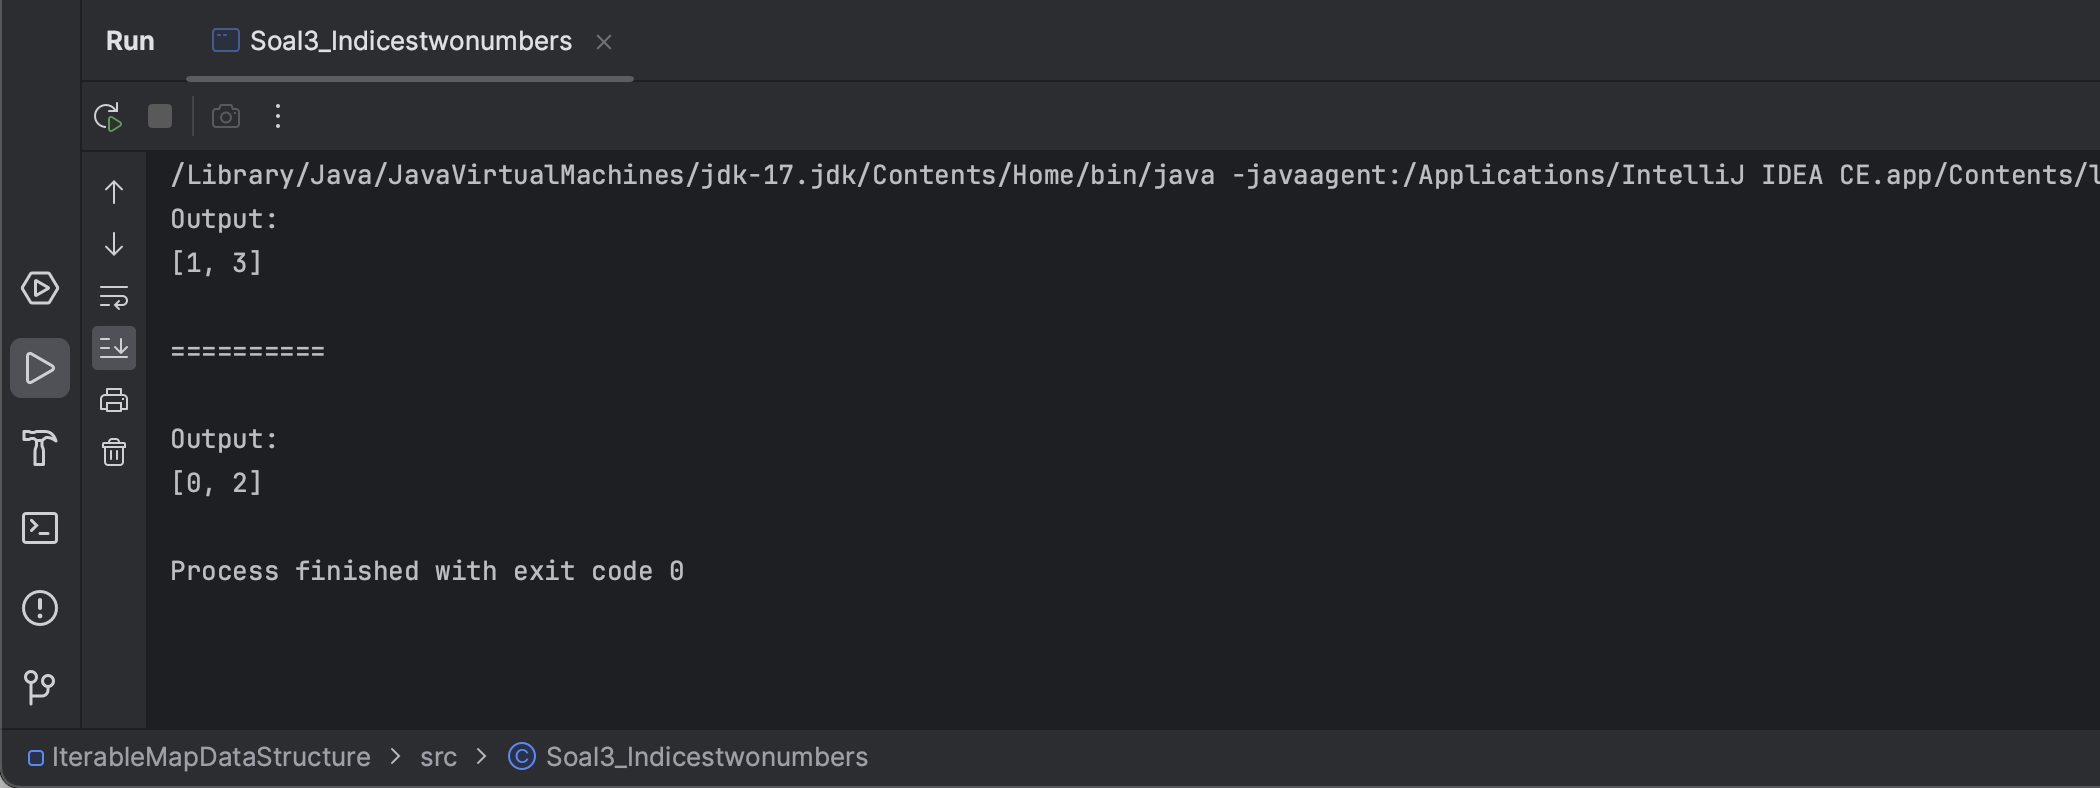 Run Soal3_Indicestwonumbers
/Library/Java/JavaVirtualMachines/jdk-17.jdk/Contents/Home/bin/java -javaagent:/Applications/IntelliJ IDEA CE.app/Contents/l
Output:
[1, 3]
==========
Output:
[0, 2]
Process finished with exit code 0
IterableMapDataStructure > src > Soal3_Indicestwonumbers